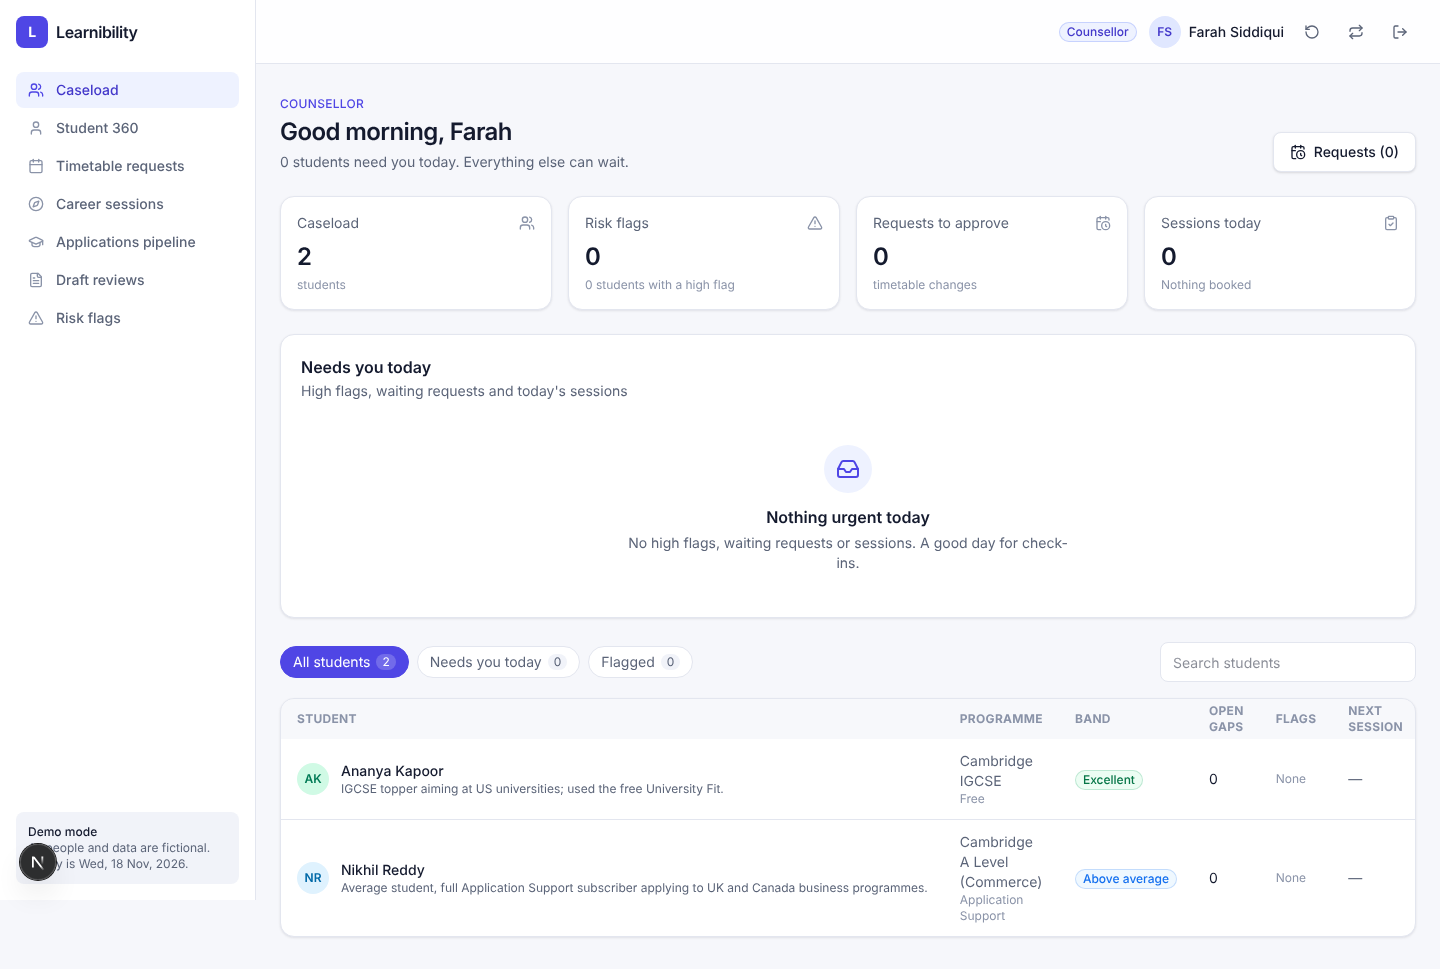 L Learnibility
Counsellor FS Farah Siddiqui
Caseload
Student 360
Timetable requests
Career sessions
Applications pipeline
Draft reviews
Risk flags
COUNSELLOR
Good morning, Farah
0 students need you today. Everything else can wait.
Requests (0)
Caseload
2
students
Risk flags
0
0 students with a high flag
Requests to approve
0
timetable changes
Sessions today
0
Nothing booked
Needs you today
High flags, waiting requests and today's sessions
Nothing urgent today
No high flags, waiting requests or sessions. A good day for check-
ins.
All students 2 Needs you today 0 Flagged 0
Search students
STUDENT PROGRAMME BAND OPEN GAPS FLAGS NEXT SESSION
AK Ananya Kapoor
IGCSE topper aiming at US universities; used the free University Fit.
Cambridge
IGCSE
Free
Excellent
0
None
—
NR Nikhil Reddy
Average student, full Application Support subscriber applying to UK and Canada business programmes.
Cambridge
A Level
(Commerce)
Application
Support
Above average
0
None
—
Demo mode
people and data are fictional.
is Wed, 18 Nov, 2026.
N